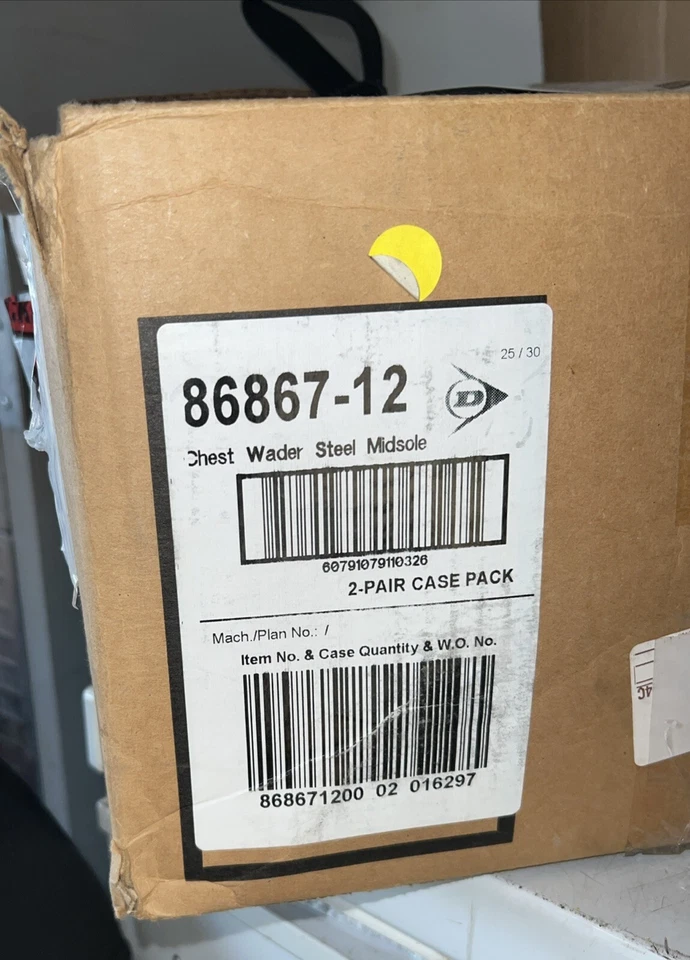 25 / 30
86867-12
D
Chest Wader Steel Midsole
60791079110326
2-PAIR CASE PACK
Mach./Plan No.: /
Item No. & Case Quantity & W.O. No.
868671200 02 016297